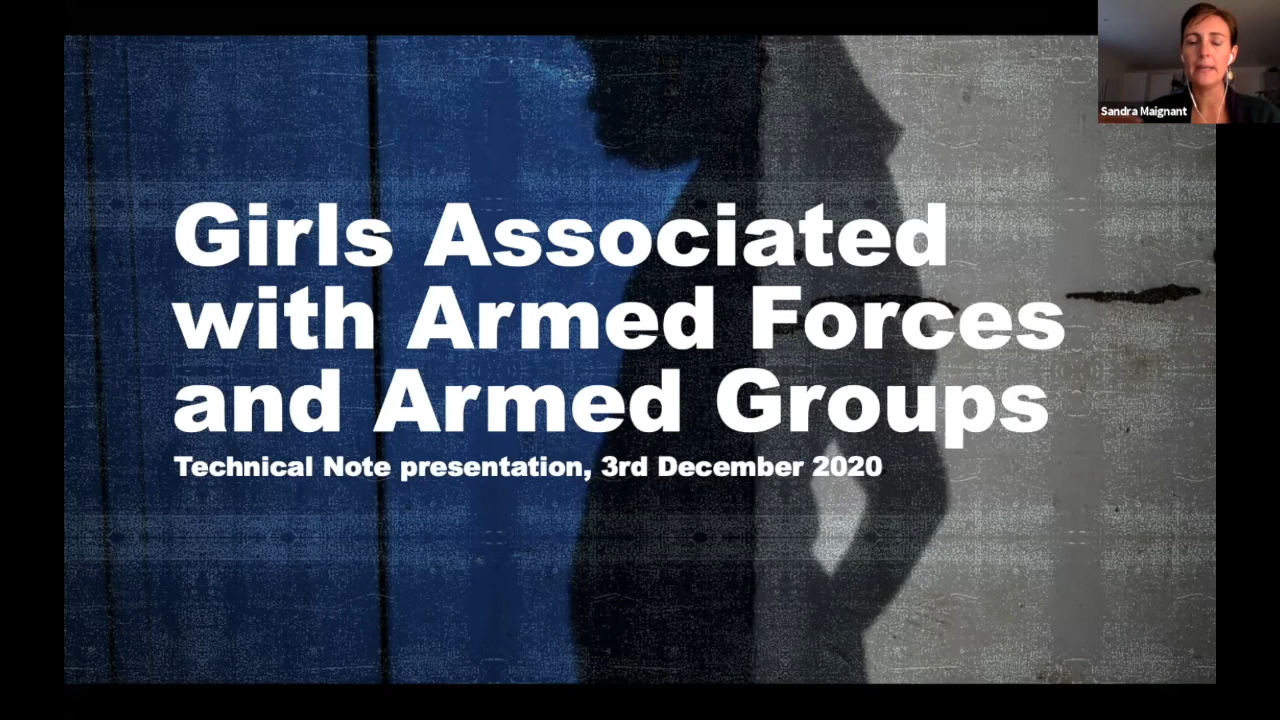 Sandra Maignant
Girls Associated
with Armed Forces
and Armed Groups
Technical Note presentation, 3rd December 2020